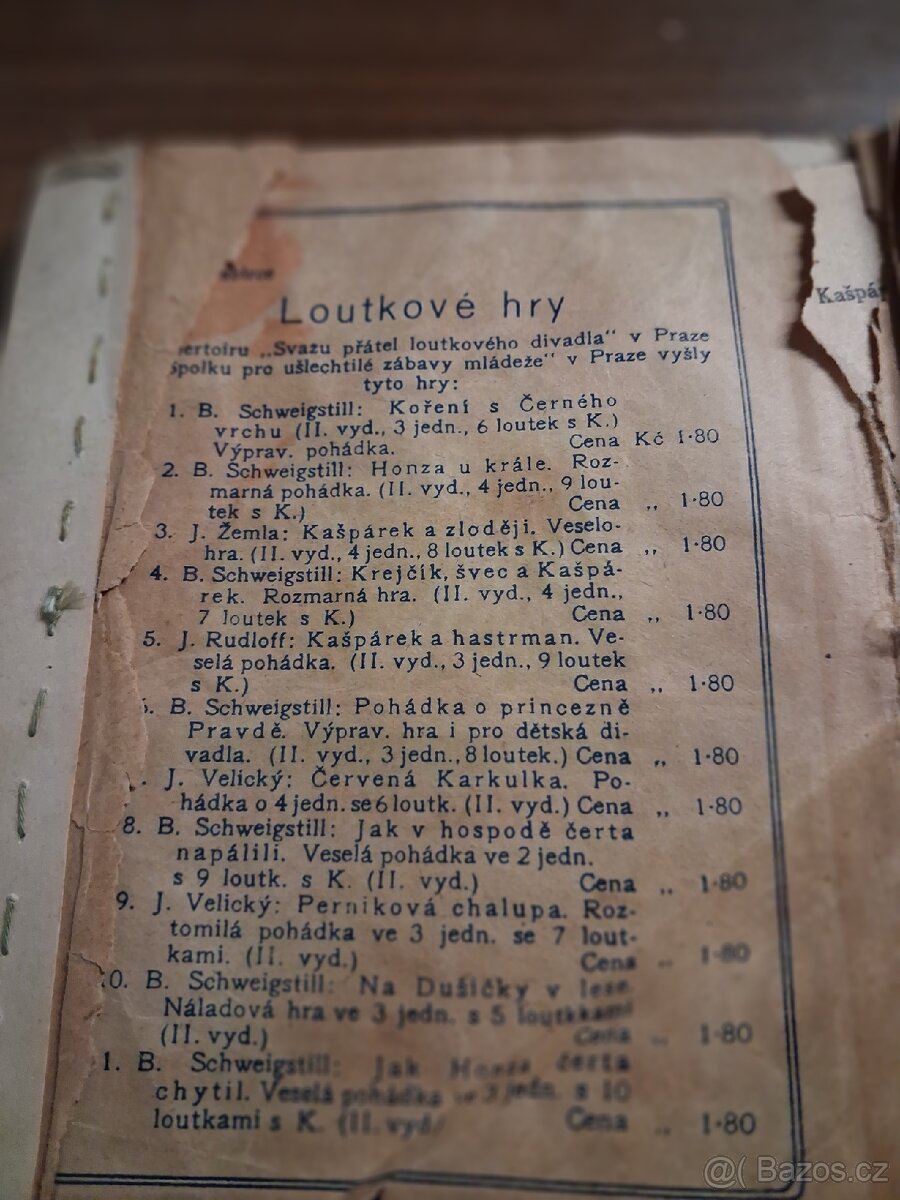 Loutkové hry
ertoiru „Svazu přátel loutkového divadla" v Praze
spolku pro ušlechtilé zábavy mládeže" v Praze vyšly
tyto hry:
1. B. Schweigstill: Koření s Černého
vrchu (II. vyd., 3 jedn., 6 loutek s K.)
Výprav. pohádka. Cena Kč 1·80
2. B. Schweigstill: Honza u krále. Roz-
marná pohádka. (II. vyd., 4 jedn., 9 lou-
tek s K.) Cena „ 1·80
3. J. Žemla: Kašpárek a zloději. Veselo-
hra. (II. vyd., 4 jedn., 8 loutek s K.) Cena „ 1·80
4. B. Schweigstill: Krejčík, švec a Kašpá-
rek. Rozmarná hra. (II. vyd., 4 jedn.,
7 loutek s K.) Cena „ 1·80
5. J. Rudloff: Kašpárek a hastrman. Ve-
selá pohádka. (II. vyd., 3 jedn., 9 loutek
s K.) Cena „ 1·80
B. Schweigstill: Pohádka o princezně
Pravdě. Výprav. hra i pro dětská di-
vadla. (II. vyd., 3 jedn., 8 loutek.) Cena „ 1·80
J. Velický: Červená Karkulka. Po-
hádka o 4 jedn. se 6 loutk. (II. vyd.) Cena „ 1·80
8. B. Schweigstill: Jak v hospodě čerta
napálili. Veselá pohádka ve 2 jedn.
s 9 loutk. s K. (II. vyd.) Cena „ 1·80
9. J. Velický: Perniková chalupa. Roz-
tomilá pohádka ve 3 jedn. se 7 lout-
kami. (II. vyd.) Cena „ 1·80
0. B. Schweigstill: Na Dušičky v lese.
Náladová hra ve 3 jedn. s 5 loutkkami
(II. vyd.) Cena „ 1·80
1. B. Schweigstill: Jak Honza čerta
chytil. Veselá pohádka ve 3 jedn. s 10
loutkami s K. (II. vyd. Cena „ 1·80
Kašpár
@( Bazos.cz